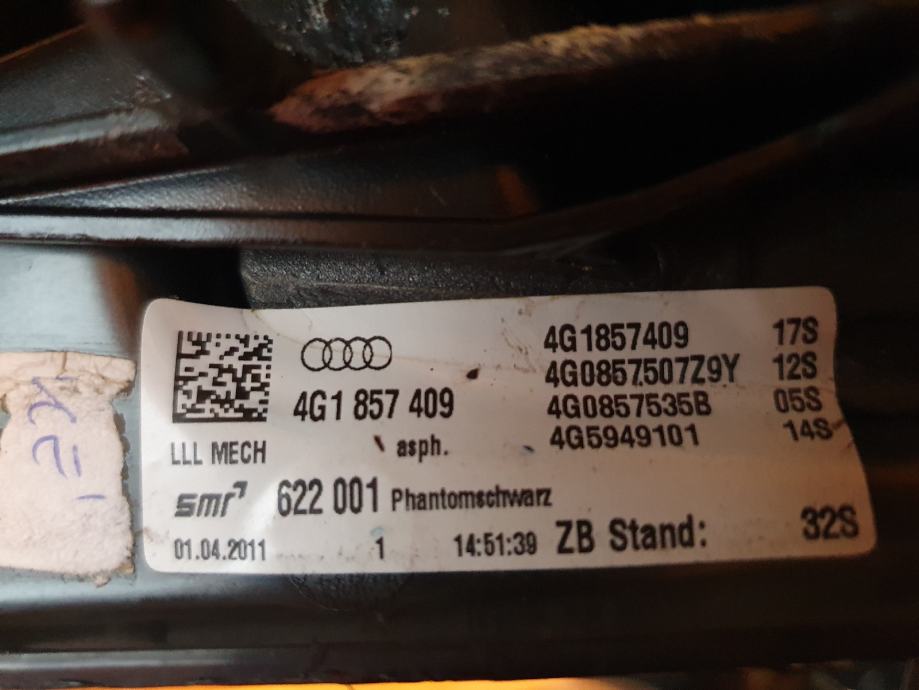 4G1857409 17S
4G0857507Z9Y 12S
4G1 857 409
4G0857535B 05S
LLL MECH asph.
4G5949101 14S
smr 622 001 Phantomschwarz
01.04.2011 1 14:51:39 ZB Stand: 32S